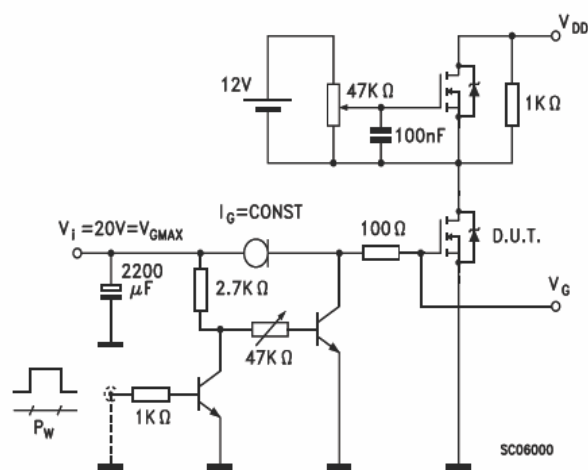 V_DD
12V
47KΩ
1KΩ
100nF
V_i =20V=V_GMAX
I_G=CONST
100Ω
D.U.T.
2200
μF
2.7KΩ
V_G
47KΩ
1KΩ
P_W
SC06000